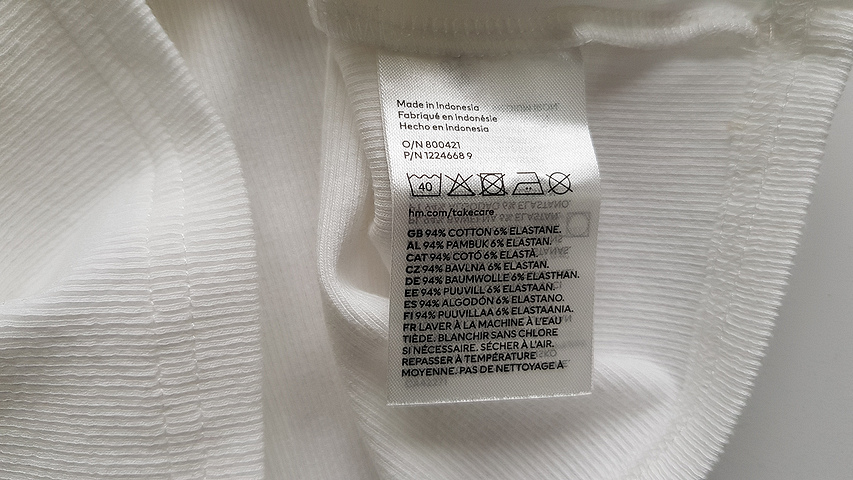 Made in Indonesia
Fabriqué en Indonésie
Hecho en Indonesia
O/N 800421
P/N 1224668 9
40
hm.com/takecare
GB 94% COTTON 6% ELASTANE.
AL 94% PAMBUK 6% ELASTAN.
CAT 94% COTÓ 6% ELASTÀ.
CZ 94% BAVLNA 6% ELASTAN.
DE 94% BAUMWOLLE 6% ELASTHAN.
EE 94% PUUVILL 6% ELASTAAN.
ES 94% ALGODÓN 6% ELASTANO.
FI 94% PUUVILLAA 6% ELASTAANIA.
FR LAVER À LA MACHINE À L'EAU
TIÈDE. BLANCHIR SANS CHLORE
SI NÉCESSAIRE. SÉCHER À L'AIR.
REPASSER À TEMPÉRATURE
MOYENNE. PAS DE NETTOYAGE À